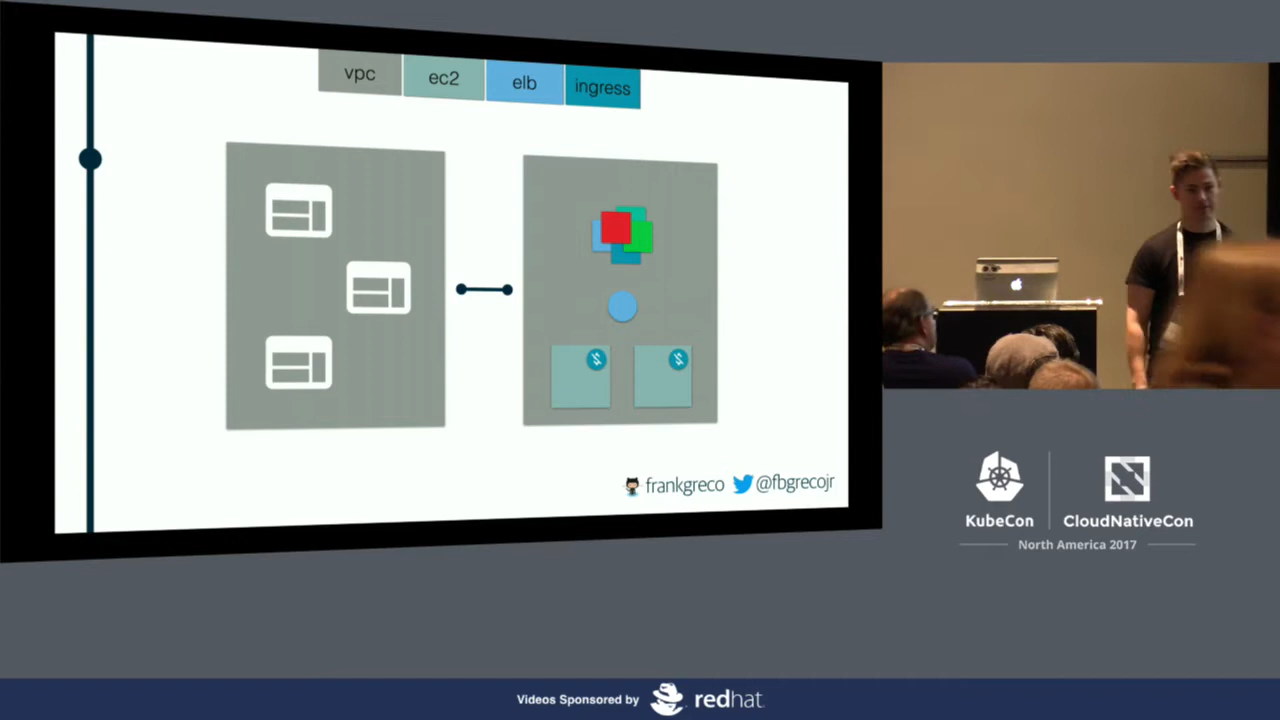 vpc
ec2
elb
ingress
frankgreco
@fbgrecojr
KubeCon
CloudNativeCon
North America 2017
Videos Sponsored by
redhat